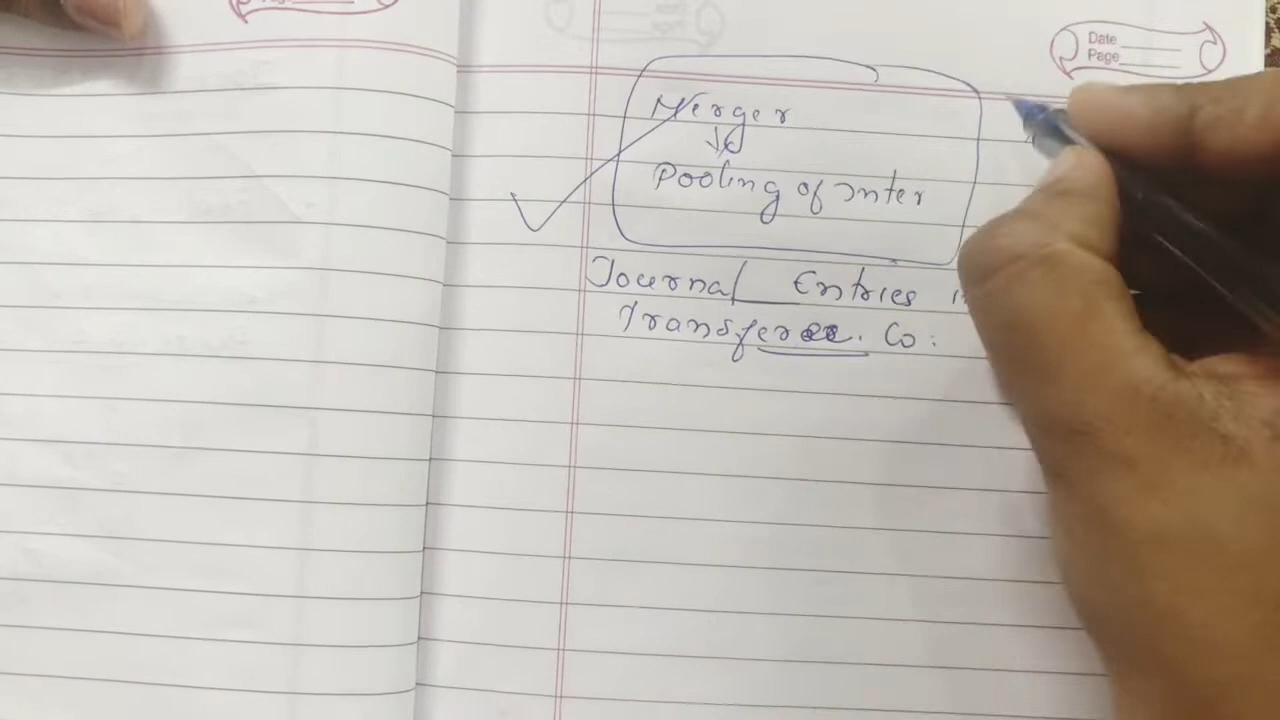 Date
Page
Merger
Pooling of Inter
Journal Entries
Transferee. Co.